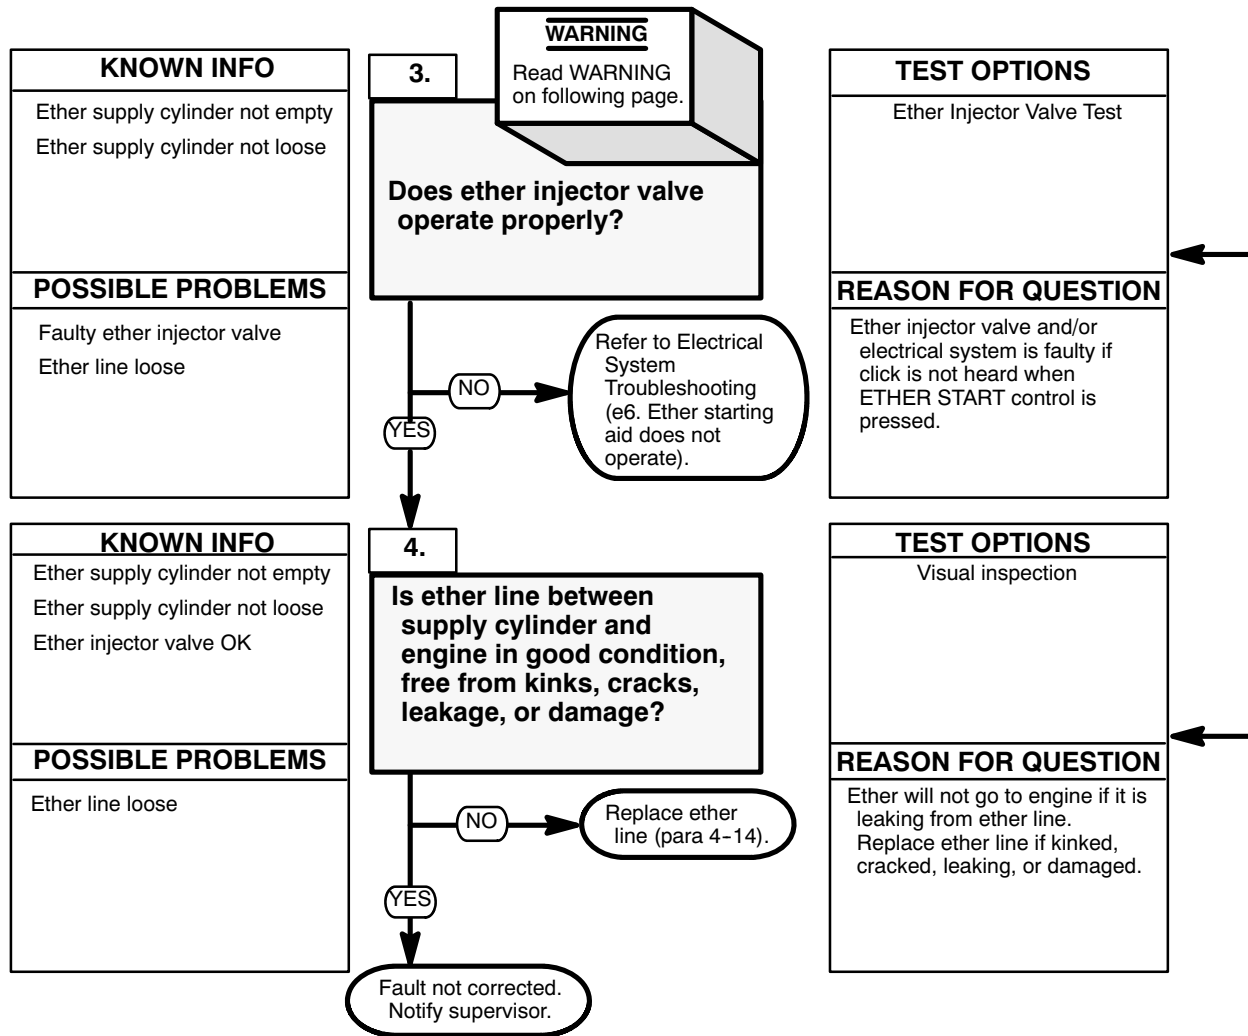 KNOWN INFO
Ether supply cylinder not empty
Ether supply cylinder not loose
POSSIBLE PROBLEMS
Faulty ether injector valve
Ether line loose
3.
WARNING
Read WARNING
on following page.
Does ether injector valve
operate properly?
NO
Refer to Electrical
System
Troubleshooting
(e6. Ether starting
aid does not
operate).
YES
TEST OPTIONS
Ether Injector Valve Test
REASON FOR QUESTION
Ether injector valve and/or
electrical system is faulty if
click is not heard when
ETHER START control is
pressed.
KNOWN INFO
Ether supply cylinder not empty
Ether supply cylinder not loose
Ether injector valve OK
POSSIBLE PROBLEMS
Ether line loose
4.
Is ether line between
supply cylinder and
engine in good condition,
free from kinks, cracks,
leakage, or damage?
NO
Replace ether
line (para 4-14).
YES
Fault not corrected.
Notify supervisor.
TEST OPTIONS
Visual inspection
REASON FOR QUESTION
Ether will not go to engine if it is
leaking from ether line.
Replace ether line if kinked,
cracked, leaking, or damaged.